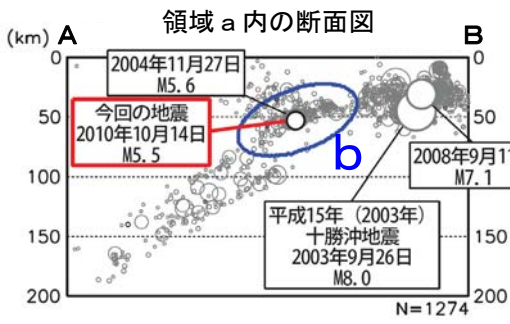 領域 a 内の断面図
(km) A B
0 0
2004年11月27日
M5.6
50 50
今回の地震
2010年10月14日
M5.5
b
2008年9月1
M7.1
100 100
平成15年（2003年）
十勝沖地震
2003年9月26日
M8.0
150 150
200 200
N=1274